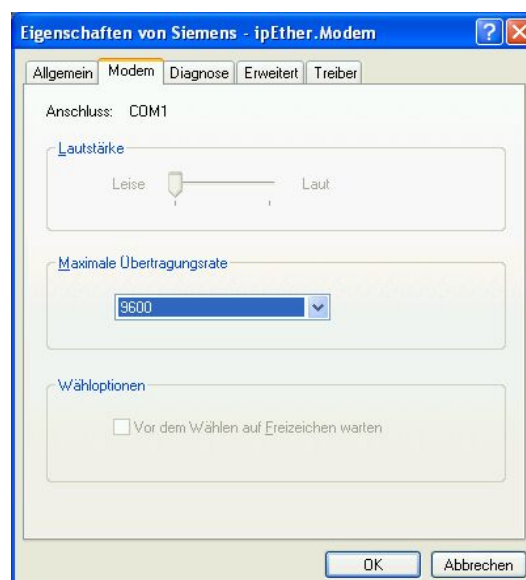 Eigenschaften von Siemens - ipEther.Modem
Allgemein Modem Diagnose Erweitert Treiber
Anschluss: COM1
Lautstärke
Leise Laut
Maximale Übertragungsrate
9600
Wähloptionen
Vor dem Wählen auf Freizeichen warten
OK Abbrechen